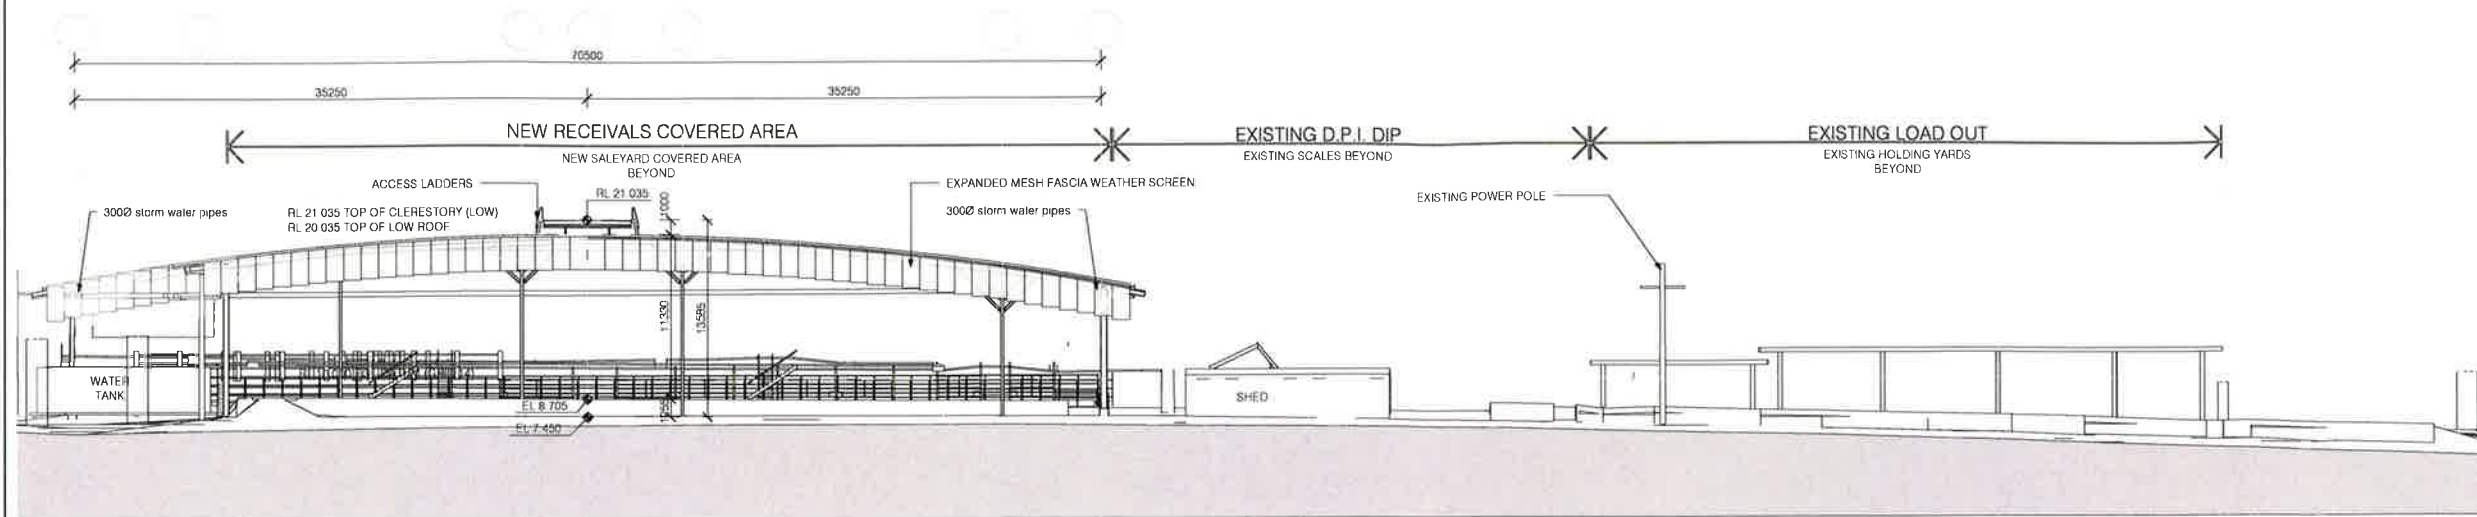 70500
35250
35250
NEW RECEIVALS COVERED AREA
NEW SALEYARD COVERED AREA
BEYOND
EXISTING D.P.I. DIP
EXISTING SCALES BEYOND
EXISTING LOAD OUT
EXISTING HOLDING YARDS
BEYOND
ACCESS LADDERS
RL 21 035
1000
EXPANDED MESH FASCIA WEATHER SCREEN
EXISTING POWER POLE
300Ø storm water pipes
RL 21 035 TOP OF CLERESTORY (LOW)
RL 20 035 TOP OF LOW ROOF
300Ø storm water pipes
11330
13585
WATER
TANK
SHED
EL 8 705
EL 7 450